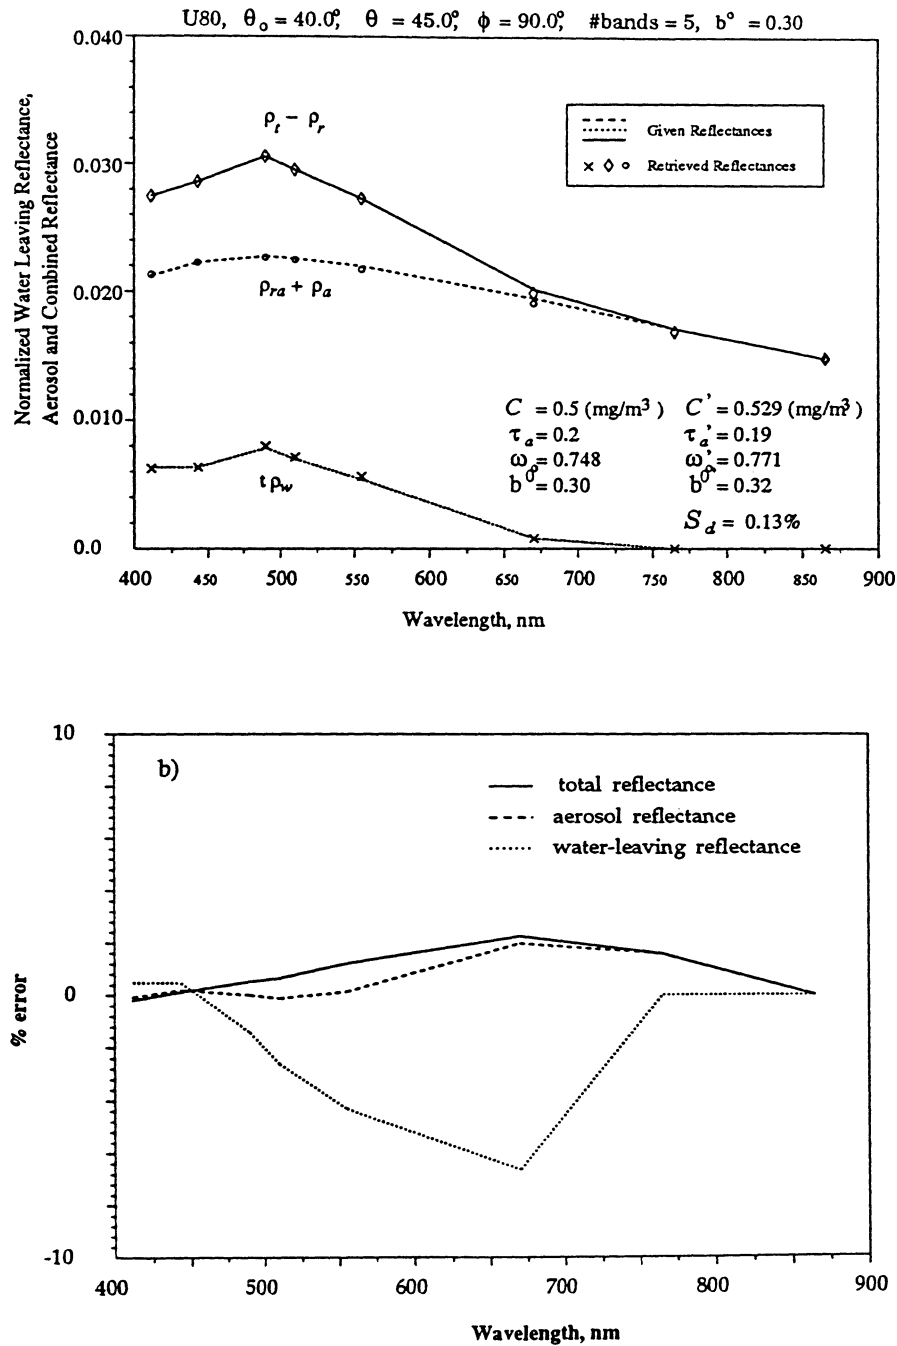 U80, θ₀ = 40.0°, θ = 45.0°, φ = 90.0°, #bands = 5, b° = 0.30
Normalized Water Leaving Reflectance,
Aerosol and Combined Reflectance
0.040
0.030
0.020
0.010
0.0
ρt − ρr
ρra + ρa
tρw
Given Reflectances
× ◇ ○ Retrieved Reflectances
C = 0.5 (mg/m³) C' = 0.529 (mg/m³)
τa = 0.2 τa' = 0.19
ω₀ = 0.748 ω₀' = 0.771
b° = 0.30 b°' = 0.32
Sd = 0.13%
400 450 500 550 600 650 700 750 800 850 900
Wavelength, nm
b)
total reflectance
aerosol reflectance
water-leaving reflectance
% error
10
0
-10
400 500 600 700 800 900
Wavelength, nm